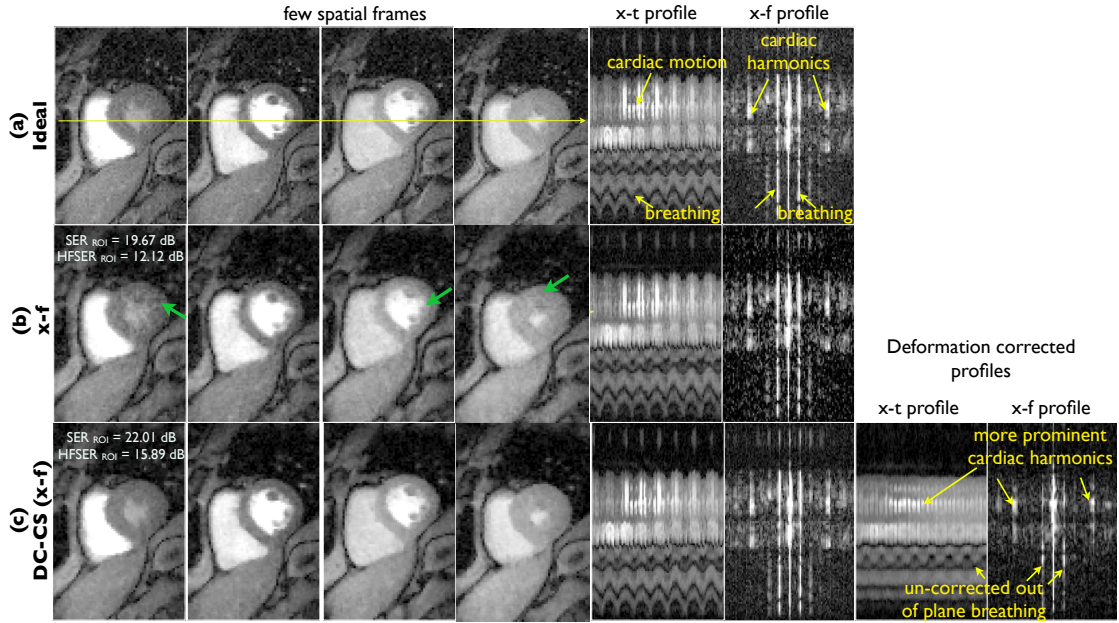 few spatial frames
x-t profile
x-f profile
cardiac motion
cardiac
harmonics
breathing
breathing
(a)
Ideal
SER ROI = 19.67 dB
HFSER ROI = 12.12 dB
(b)
x-f
Deformation corrected
profiles
x-t profile
x-f profile
SER ROI = 22.01 dB
HFSER ROI = 15.89 dB
more prominent
cardiac harmonics
un-corrected out
of plane breathing
(c)
DC-CS (x-f)